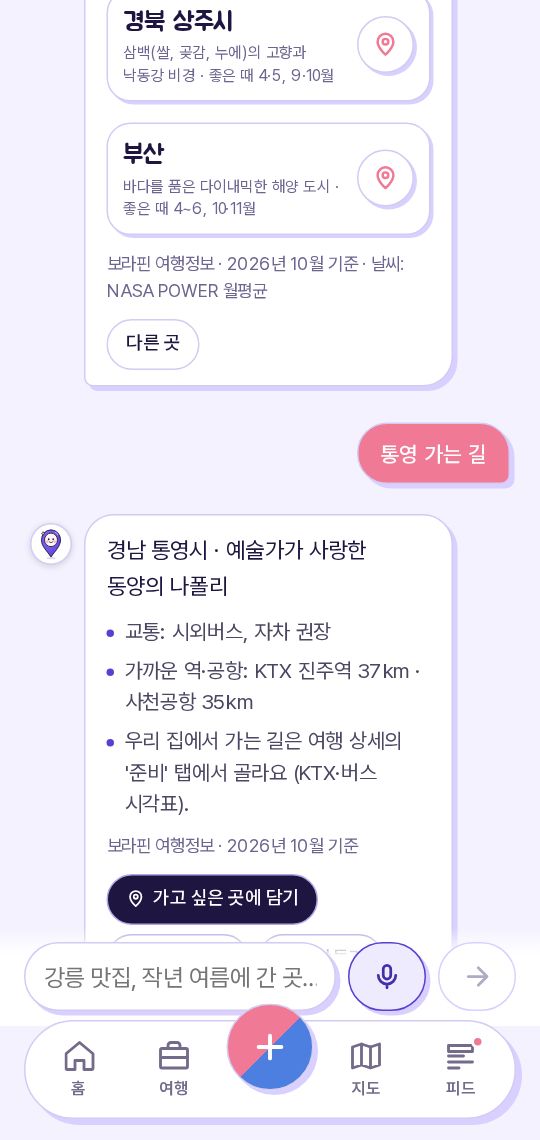 경북 상주시
삼백(쌀, 곶감, 누에)의 고향과
낙동강 비경 · 좋은 때 4·5, 9·10월
부산
바다를 품은 다이내믹한 해양 도시 ·
좋은 때 4~6, 10·11월
보라핀 여행정보 · 2026년 10월 기준 · 날씨:
NASA POWER 월평균
다른 곳
통영 가는 길
경남 통영시 · 예술가가 사랑한
동양의 나폴리
교통: 시외버스, 자차 권장
가까운 역·공항: KTX 진주역 37km ·
사천공항 35km
우리 집에서 가는 길은 여행 상세의
'준비' 탭에서 골라요 (KTX·버스
시각표).
보라핀 여행정보 · 2026년 10월 기준
가고 싶은 곳에 담기
강릉 맛집, 작년 여름에 간 곳...
홈
여행
지도
피드